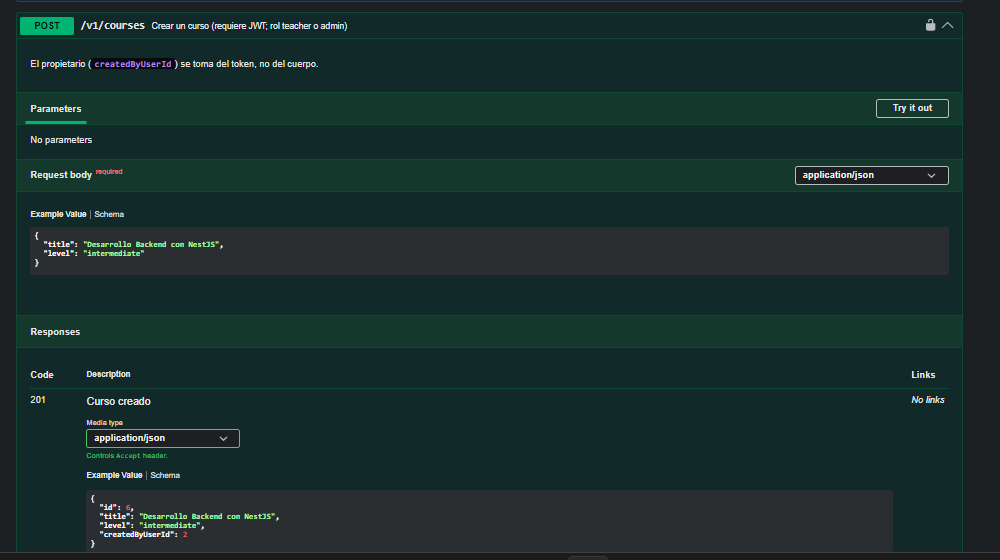 POST /v1/courses Crear un curso (requiere JWT; rol teacher o admin)
El propietario ( createdByUserId ) se toma del token, no del cuerpo.
Parameters Try it out
No parameters
Request body required application/json
Example Value | Schema
{
"title": "Desarrollo Backend con NestJS",
"level": "intermediate"
}
Responses
Code Description Links
201 Curso creado No links
Media type
application/json
Controls Accept header.
Example Value | Schema
{
"id": 6,
"title": "Desarrollo Backend con NestJS",
"level": "intermediate",
"createdByUserId": 2
}